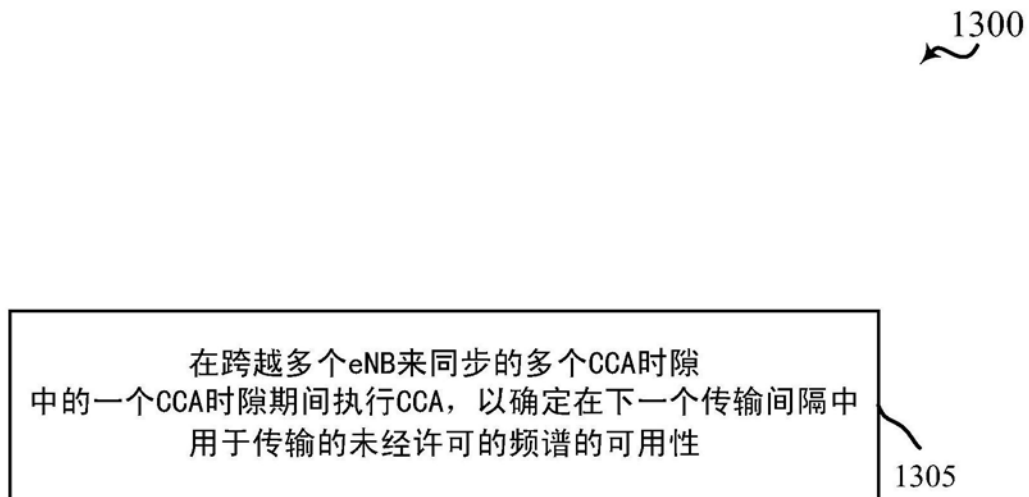 1300
在跨越多个eNB来同步的多个CCA时隙
中的一个CCA时隙期间执行CCA，以确定在下一个传输间隔中
用于传输的未经许可的频谱的可用性
1305